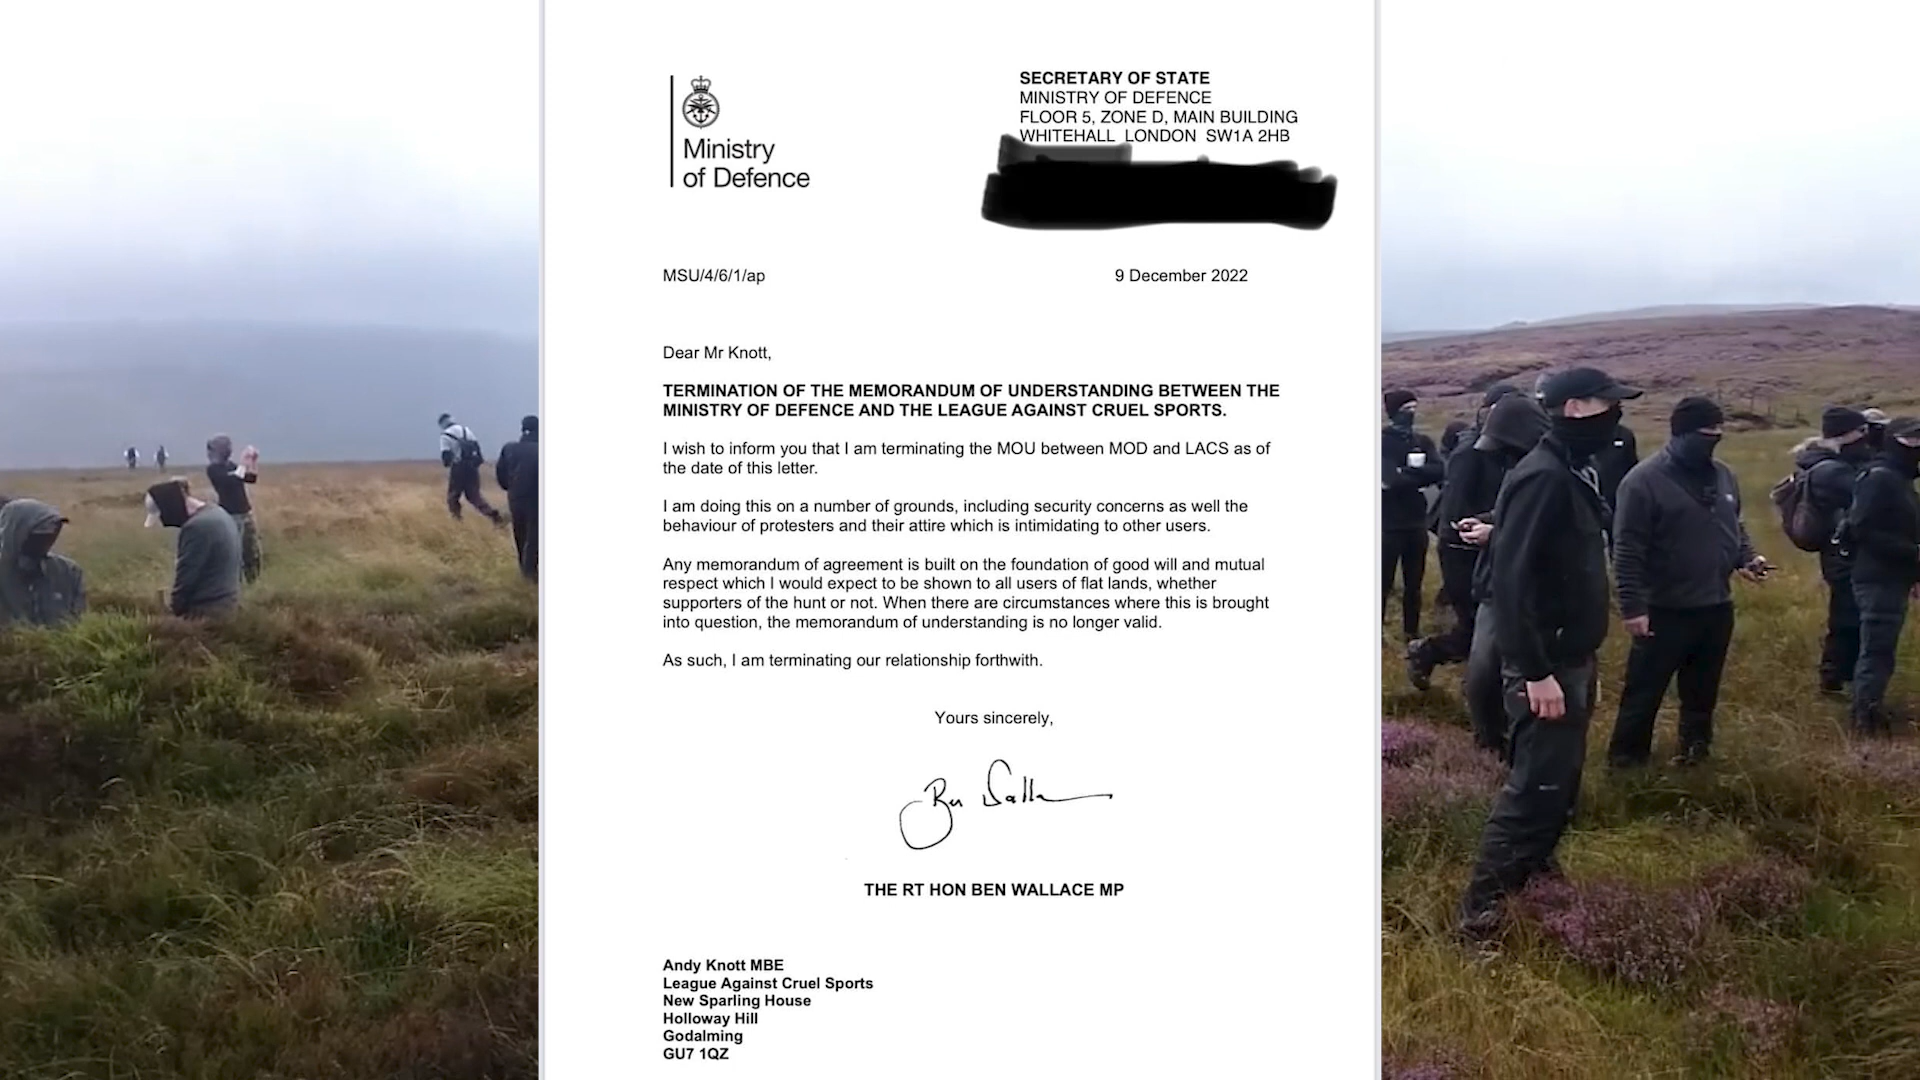 Ministry
of Defence
SECRETARY OF STATE
MINISTRY OF DEFENCE
FLOOR 5, ZONE D, MAIN BUILDING
WHITEHALL LONDON SW1A 2HB
MSU/4/6/1/ap
9 December 2022
Dear Mr Knott,
TERMINATION OF THE MEMORANDUM OF UNDERSTANDING BETWEEN THE
MINISTRY OF DEFENCE AND THE LEAGUE AGAINST CRUEL SPORTS.
I wish to inform you that I am terminating the MOU between MOD and LACS as of
the date of this letter.
I am doing this on a number of grounds, including security concerns as well the
behaviour of protesters and their attire which is intimidating to other users.
Any memorandum of agreement is built on the foundation of good will and mutual
respect which I would expect to be shown to all users of flat lands, whether
supporters of the hunt or not. When there are circumstances where this is brought
into question, the memorandum of understanding is no longer valid.
As such, I am terminating our relationship forthwith.
Yours sincerely,
Ben Wallace
THE RT HON BEN WALLACE MP
Andy Knott MBE
League Against Cruel Sports
New Sparling House
Holloway Hill
Godalming
GU7 1QZ